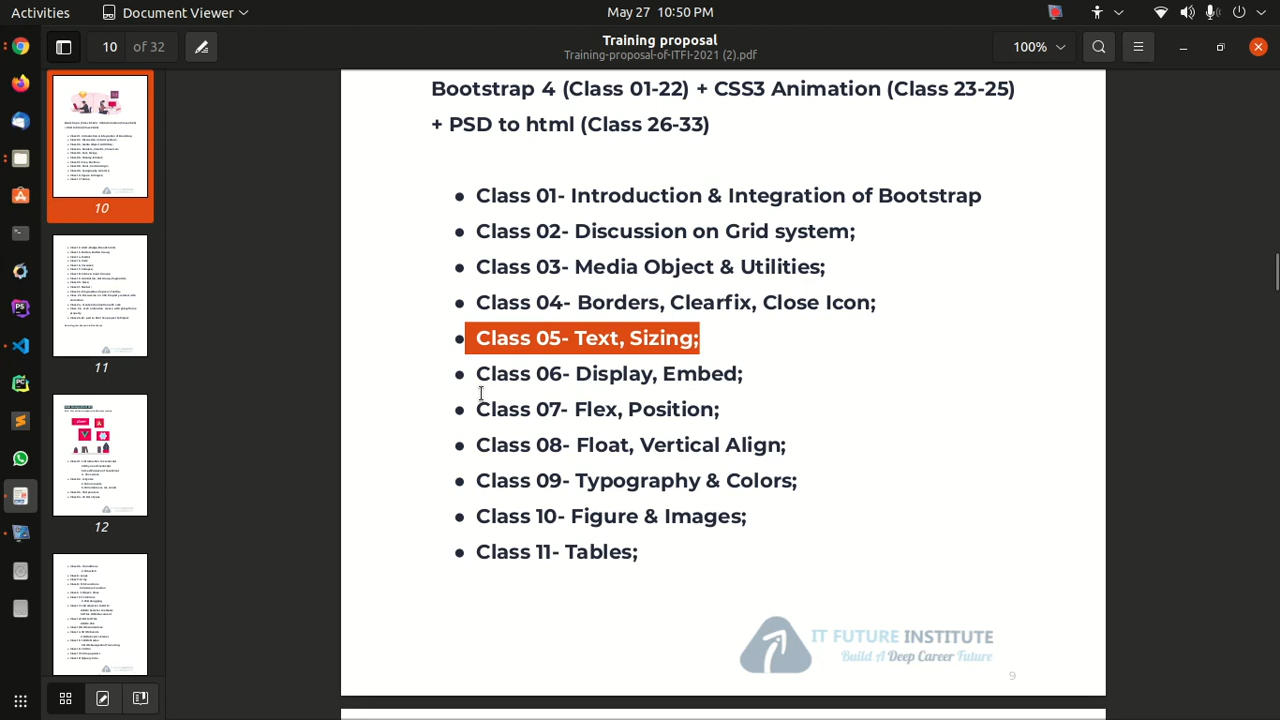 Activities
Document Viewer
May 27 10:50 PM
10
of 32
Training proposal
Training-proposal-of-ITFI-2021 (2).pdf
100%
Bootstrap 4 (Class 01-22) + CSS3 Animation (Class 23-25)
+ PSD to html (Class 26-33)
Class 01- Introduction & Integration of Bootstrap
Class 02- Discussion on Grid system;
Class 03- Media Object & Utilities;
Class 04- Borders, Clearfix, Close Icon;
Class 05- Text, Sizing;
Class 06- Display, Embed;
Class 07- Flex, Position;
Class 08- Float, Vertical Align;
Class 09- Typography & Colors;
Class 10- Figure & Images;
Class 11- Tables;
IT FUTURE INSTITUTE
Build A Deep Career Future
9
10
11
12